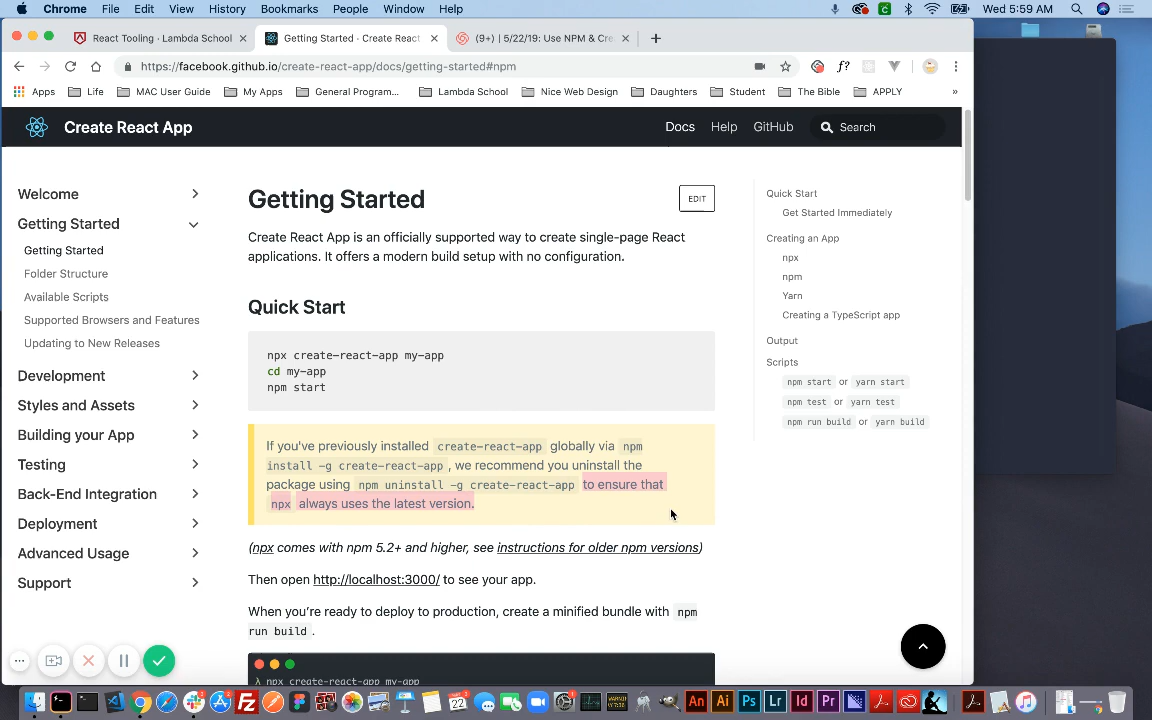 Chrome File Edit View History Bookmarks People Window Help Wed 5:59 AM
React Tooling - Lambda School Getting Started · Create React (9+) | 5/22/19: Use NPM & Cre
https://facebook.github.io/create-react-app/docs/getting-started#npm f?
Apps Life MAC User Guide My Apps General Program... Lambda School Nice Web Design Daughters Student The Bible APPLY »
Create React App Docs Help GitHub Search
Welcome
Getting Started
Getting Started
Folder Structure
Available Scripts
Supported Browsers and Features
Updating to New Releases
Development
Styles and Assets
Building your App
Testing
Back-End Integration
Deployment
Advanced Usage
Support
Getting Started
EDIT
Create React App is an officially supported way to create single-page React
applications. It offers a modern build setup with no configuration.
Quick Start
npx create-react-app my-app
cd my-app
npm start
If you've previously installed create-react-app globally via npm
install -g create-react-app , we recommend you uninstall the
package using npm uninstall -g create-react-app to ensure that
npx always uses the latest version.
(npx comes with npm 5.2+ and higher, see instructions for older npm versions)
Then open http://localhost:3000/ to see your app.
When you're ready to deploy to production, create a minified bundle with npm
run build .
λ npx create-react-app my-app
Quick Start
Get Started Immediately
Creating an App
npx
npm
Yarn
Creating a TypeScript app
Output
Scripts
npm start or yarn start
npm test or yarn test
npm run build or yarn build
22 An Ai Ps Lr Id Pr